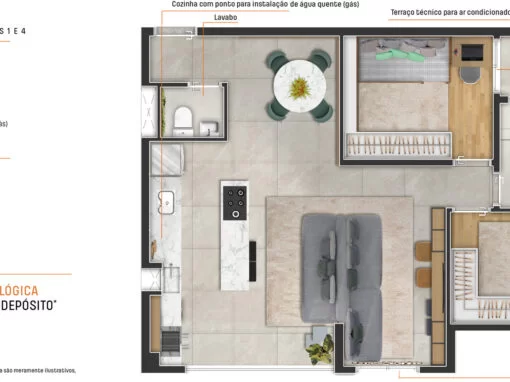 Cozinha com ponto para instalação de água quente (gás)
Lavabo
Terraço técnico para ar condicionado
S 1 E 4
ás)
LÓGICA
DEPÓSITO*
a são meramente ilustrativos,